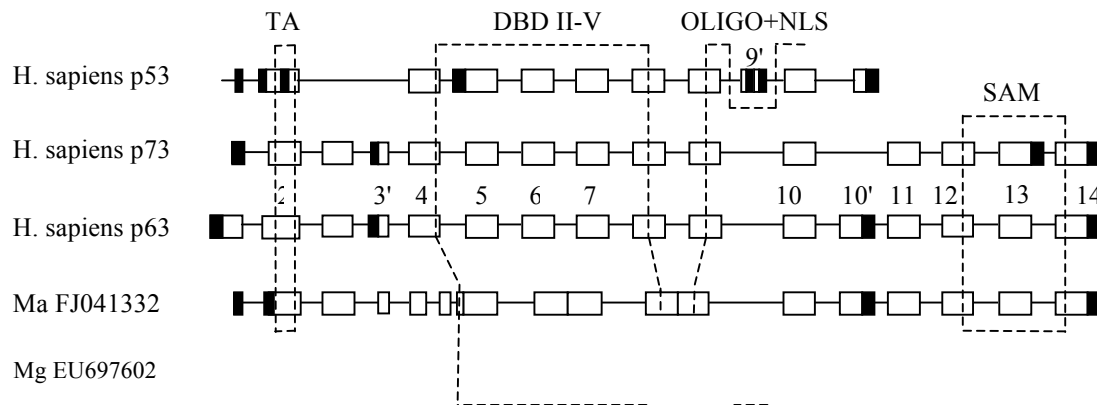 TA DBD II-V OLIGO+NLS
H. sapiens p53 9'
SAM
H. sapiens p73
2 3' 4 5 6 7 10 10' 11 12 13 14
H. sapiens p63
Ma FJ041332
Mg EU697602